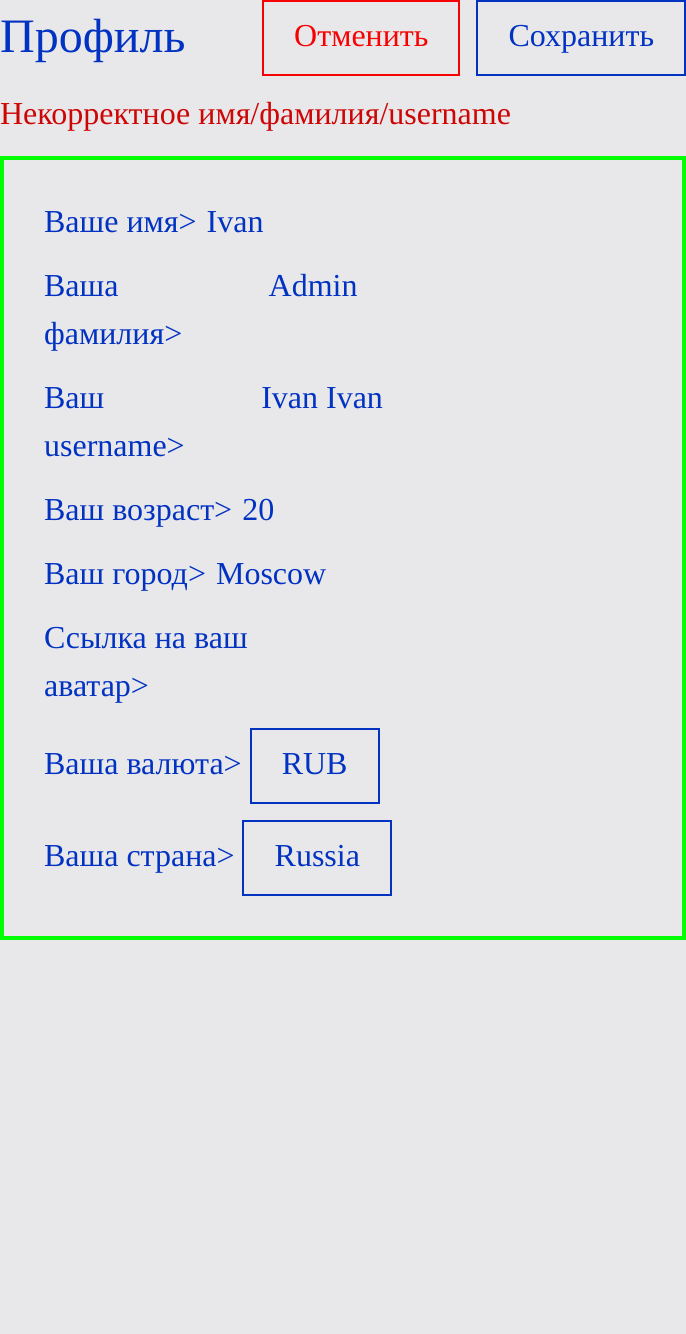 Профиль Отменить Сохранить
Некорректное имя/фамилия/username
Ваше имя> Ivan
Ваша Admin
фамилия>
Ваш Ivan Ivan
username>
Ваш возраст> 20
Ваш город> Moscow
Ссылка на ваш
аватар>
Ваша валюта> RUB
Ваша страна> Russia